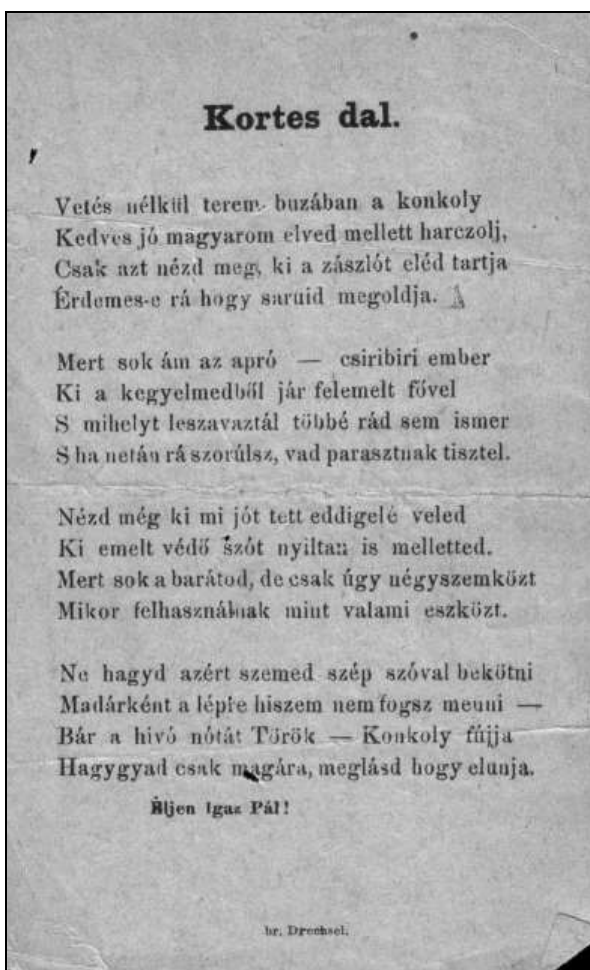 Kortes dal.
Vetés nélkül terem buzában a konkoly
Kedves jó magyarom elved mellett harczolj,
Csak azt nézd meg, ki a zászlót eléd tartja
Érdemes-e rá hogy saruid megoldja.
Mert sok ám az apró — csiribiri ember
Ki a kegyelmedből jár felemelt fővel
S mihelyt leszavaztál többé rád sem ismer
S ha netán rá szorúlsz, vad parasztnak tisztel.
Nézd még ki mi jót tett eddigelé veled
Ki emelt védő szót nyiltan is melletted.
Mert sok a barátod, de csak úgy négyszemközt
Mikor felhasználnak mint valami eszközt.
Ne hagyd azért szemed szép szóval bekötni
Madárként a lépre hiszem nem fogsz menni —
Bár a hivó nótát Török — Konkoly fújja
Hagygyad csak magára, meglásd hogy elunja.
Éljen Igaz Pál!
br. Drechsel.